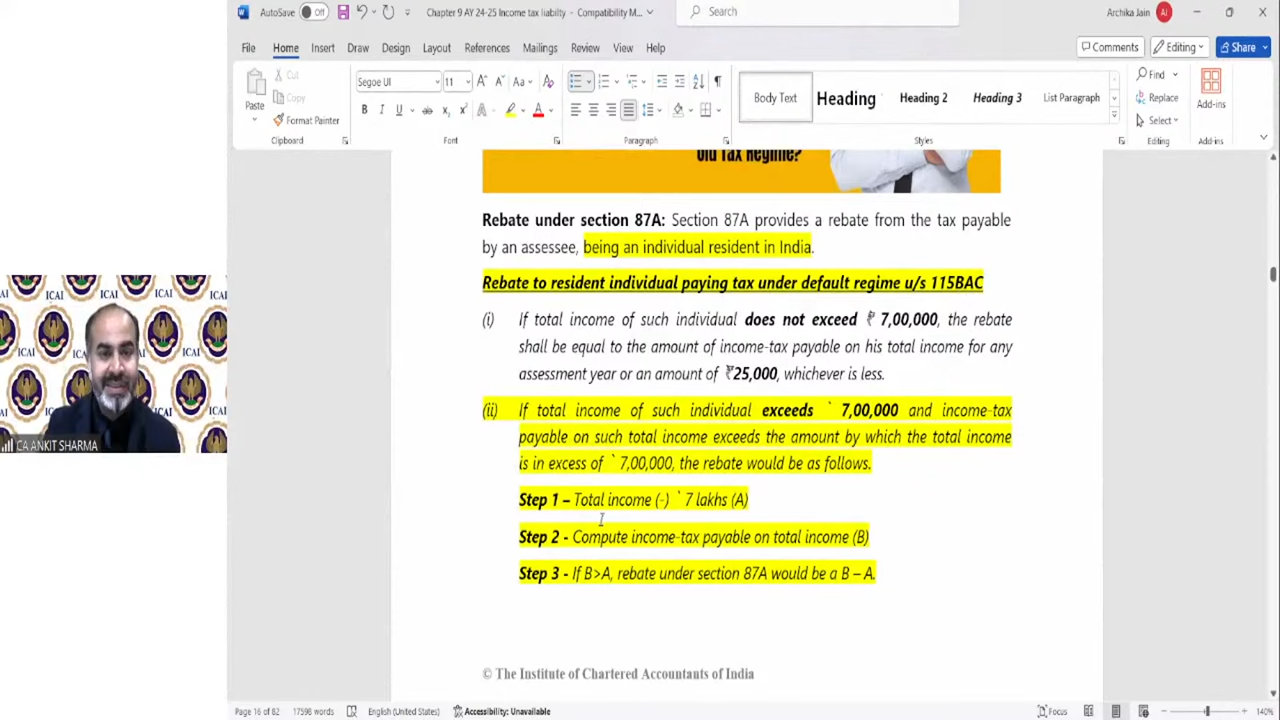 AutoSave
Off
Chapter 9 AY 24-25 Income tax liabilty - Compatibility M...
Search
Archika Jain
AJ
File Home Insert Draw Design Layout References Mailings Review View Help
Comments
Editing
Share
Paste
Cut
Copy
Format Painter
Clipboard
Segoe UI
11
Font
Paragraph
Body Text
Heading
Heading 2
Heading 3
List Paragraph
Styles
Find
Replace
Select
Editing
Add-ins
Add-ins
Old Tax Regime?
Rebate under section 87A: Section 87A provides a rebate from the tax payable
by an assessee, being an individual resident in India.
Rebate to resident individual paying tax under default regime u/s 115BAC
(i) If total income of such individual does not exceed ₹ 7,00,000, the rebate
shall be equal to the amount of income-tax payable on his total income for any
assessment year or an amount of ₹25,000, whichever is less.
(ii) If total income of such individual exceeds ` 7,00,000 and income-tax
payable on such total income exceeds the amount by which the total income
is in excess of ` 7,00,000, the rebate would be as follows.
Step 1 – Total income (-) ` 7 lakhs (A)
Step 2 - Compute income-tax payable on total income (B)
Step 3 - If B>A, rebate under section 87A would be a B – A.
© The Institute of Chartered Accountants of India
ICAI
ICAI
ICAI
ICAI
CA ANKIT SHARMA
Page 16 of 82
17598 words
English (United States)
Accessibility: Unavailable
Focus
140%